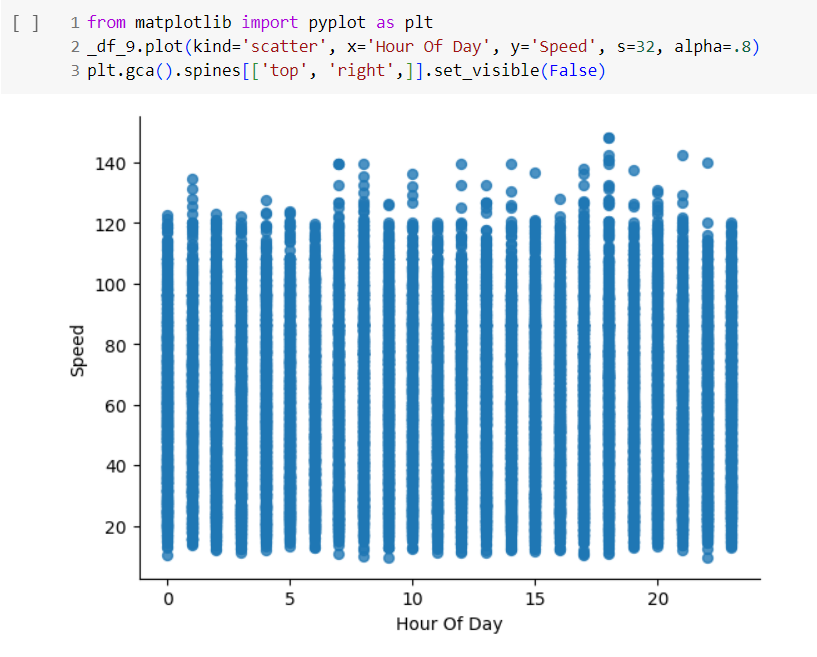 [ ]
1 from matplotlib import pyplot as plt
2 _df_9.plot(kind='scatter', x='Hour Of Day', y='Speed', s=32, alpha=.8)
3 plt.gca().spines[['top', 'right',]].set_visible(False)
140
120
100
80
60
40
20
Speed
0 5 10 15 20
Hour Of Day